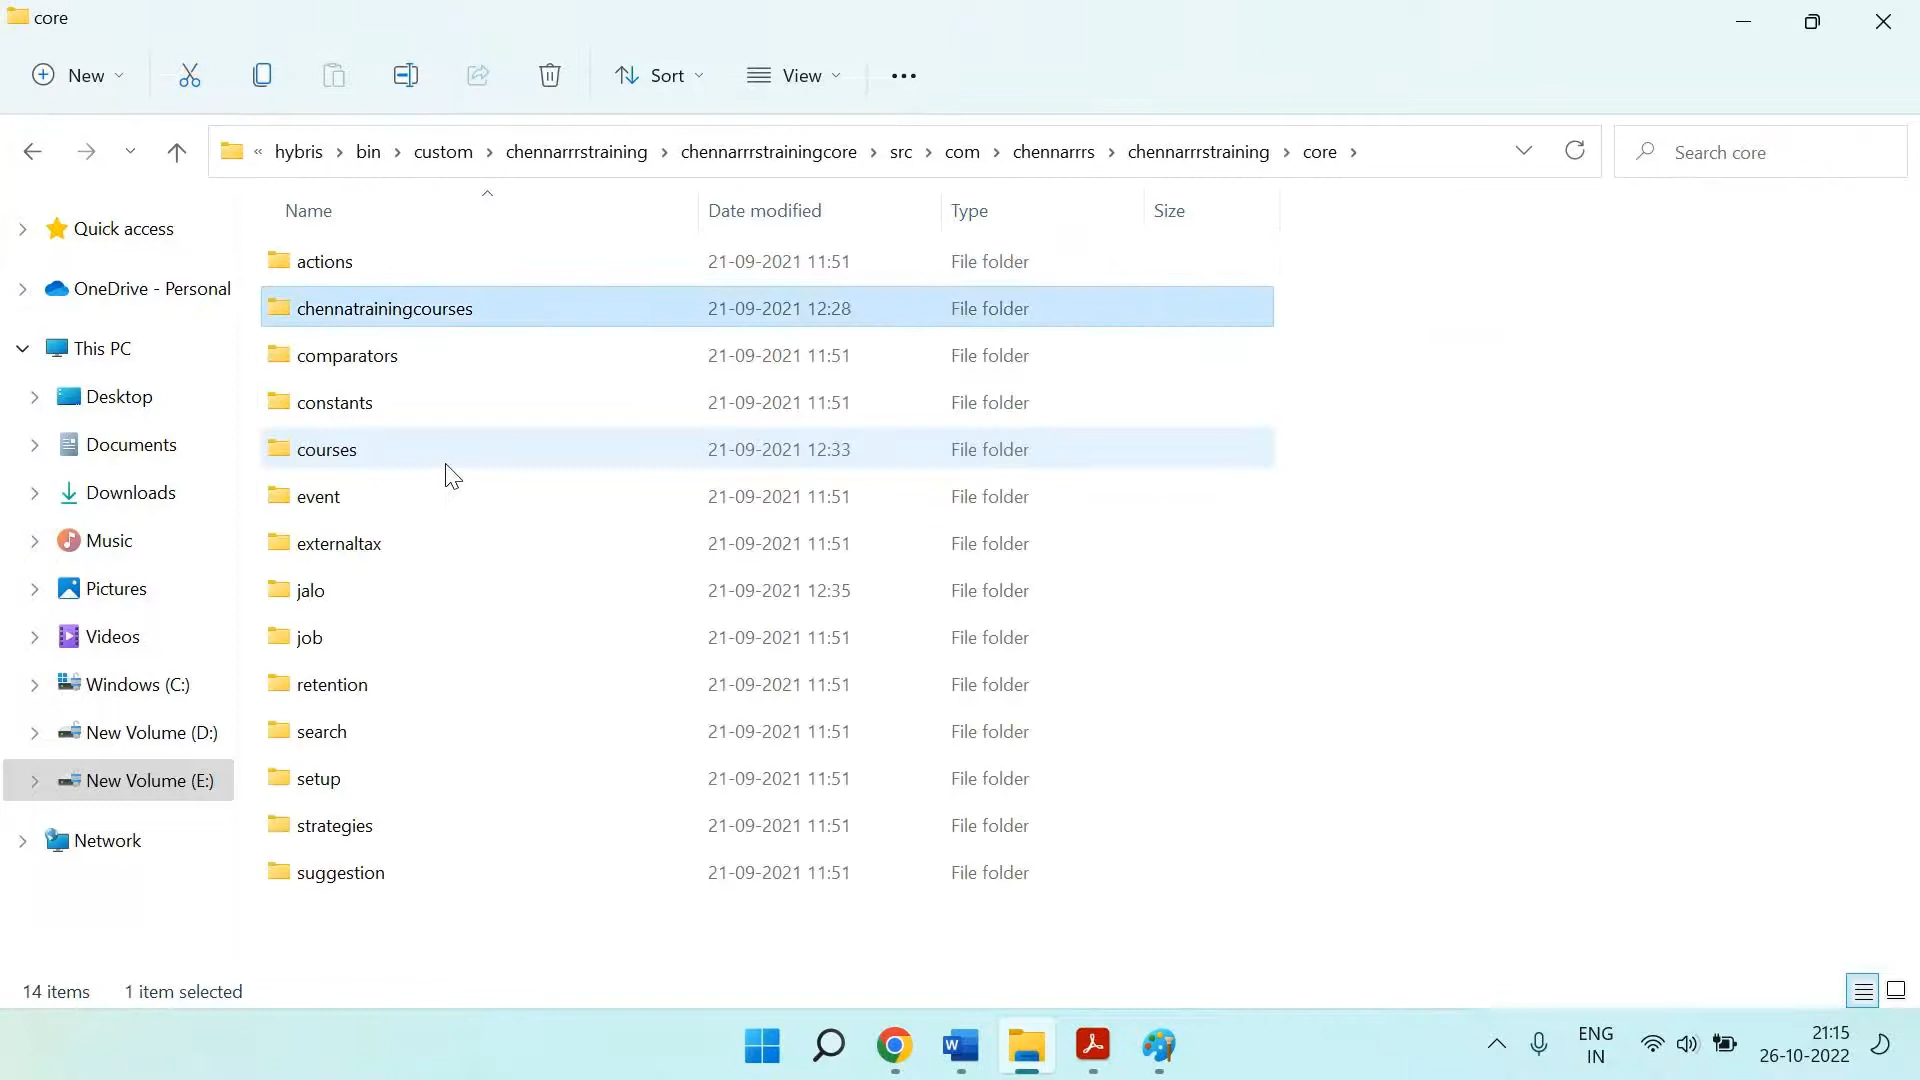 core
New
Sort
View
« hybris › bin › custom › chennarrrstraining › chennarrrstrainingcore › src › com › chennarrrs › chennarrrstraining › core ›
Search core
Name Date modified Type Size
Quick access
OneDrive - Personal
This PC
Desktop
Documents
Downloads
Music
Pictures
Videos
Windows (C:)
New Volume (D:)
New Volume (E:)
Network
actions 21-09-2021 11:51 File folder
chennatrainingcourses 21-09-2021 12:28 File folder
comparators 21-09-2021 11:51 File folder
constants 21-09-2021 11:51 File folder
courses 21-09-2021 12:33 File folder
event 21-09-2021 11:51 File folder
externaltax 21-09-2021 11:51 File folder
jalo 21-09-2021 12:35 File folder
job 21-09-2021 11:51 File folder
retention 21-09-2021 11:51 File folder
search 21-09-2021 11:51 File folder
setup 21-09-2021 11:51 File folder
strategies 21-09-2021 11:51 File folder
suggestion 21-09-2021 11:51 File folder
14 items 1 item selected
W
ENG
IN
21:15
26-10-2022